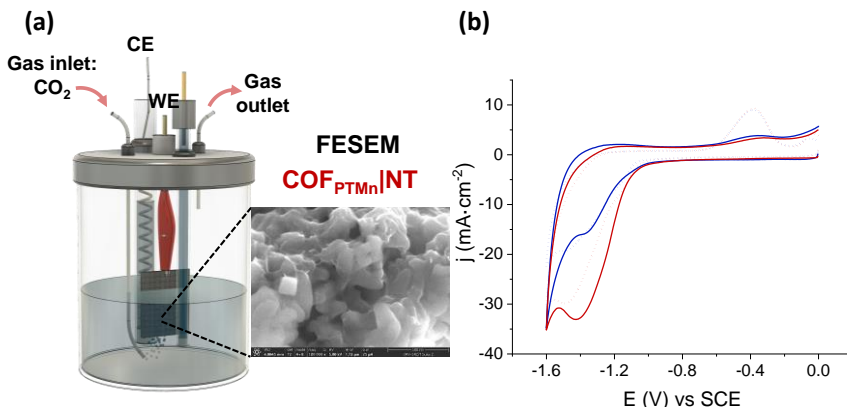 (a)
CE
Gas inlet:
CO₂
WE
Gas
outlet
FESEM
COF_PTMn|NT
(b)
10
0
-10
-20
-30
-40
j (mA·cm⁻²)
-1.6
-1.2
-0.8
-0.4
0.0
E (V) vs SCE